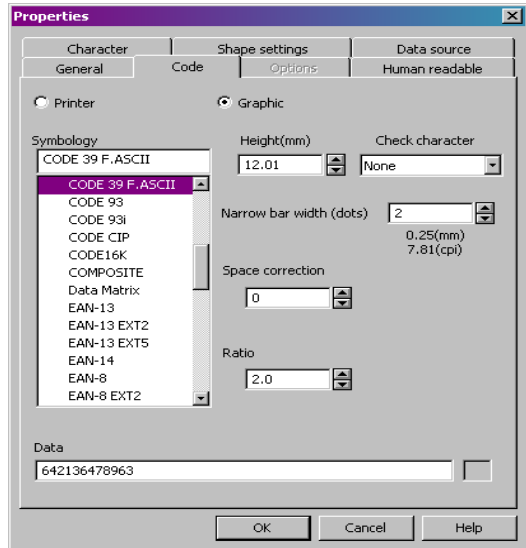 Properties
Character Shape settings Data source
General Code Options Human readable
Printer Graphic
Symbology
CODE 39 F.ASCII
CODE 39 F.ASCII
CODE 93
CODE 93i
CODE CIP
CODE16K
COMPOSITE
Data Matrix
EAN-13
EAN-13 EXT2
EAN-13 EXT5
EAN-14
EAN-8
EAN-8 EXT2
Height(mm) Check character
12.01 None
Narrow bar width (dots) 2
0.25(mm)
7.81(cpi)
Space correction
0
Ratio
2.0
Data
642136478963
OK Cancel Help